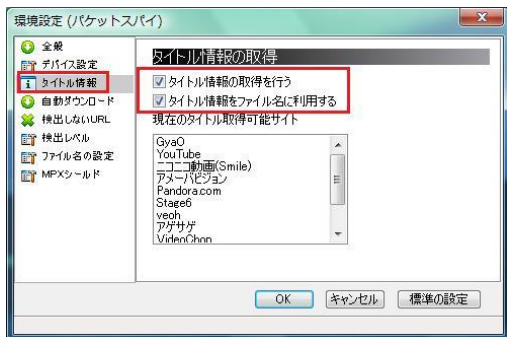 環境設定 (パケットスパイ)
全般
デバイス設定
タイトル情報
自動ダウンロード
検出しないURL
検出レベル
ファイル名の設定
MPXシールド
タイトル情報の取得
タイトル情報の取得を行う
タイトル情報をファイル名に利用する
現在のタイトル取得可能サイト
GyaO
YouTube
ニコニコ動画(Smile)
アメーバビジョン
Pandora.com
Stage6
veoh
アゲサゲ
VideoChop
OK
キャンセル
標準の設定